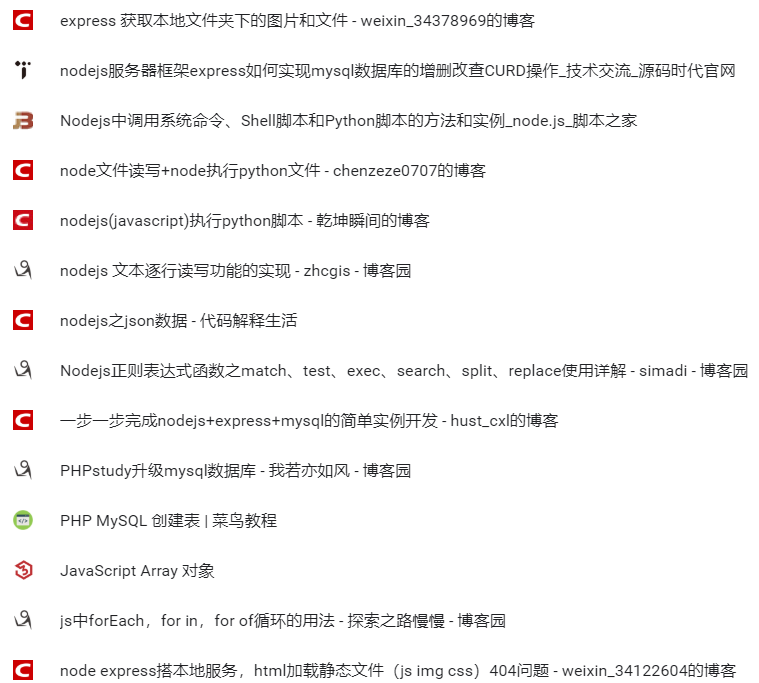 express 获取本地文件夹下的图片和文件 - weixin_34378969的博客
nodejs服务器框架express如何实现mysql数据库的增删改查CURD操作_技术交流_源码时代官网
Nodejs中调用系统命令、Shell脚本和Python脚本的方法和实例_node.js_脚本之家
node文件读写+node执行python文件 - chenzeze0707的博客
nodejs(javascript)执行python脚本 - 乾坤瞬间的博客
nodejs 文本逐行读写功能的实现 - zhcgis - 博客园
nodejs之json数据 - 代码解释生活
Nodejs正则表达式函数之match、test、exec、search、split、replace使用详解 - simadi - 博客园
一步一步完成nodejs+express+mysql的简单实例开发 - hust_cxl的博客
PHPstudy升级mysql数据库 - 我若亦如风 - 博客园
PHP MySQL 创建表 | 菜鸟教程
JavaScript Array 对象
js中forEach，for in，for of循环的用法 - 探索之路慢慢 - 博客园
node express搭本地服务，html加载静态文件（js img css）404问题 - weixin_34122604的博客